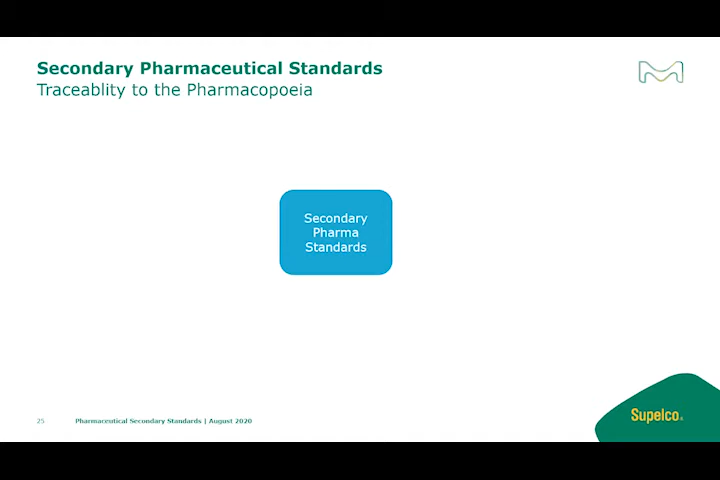 Secondary Pharmaceutical Standards
Traceablity to the Pharmacopoeia
Secondary
Pharma
Standards
25 Pharmaceutical Secondary Standards | August 2020
Supelco®